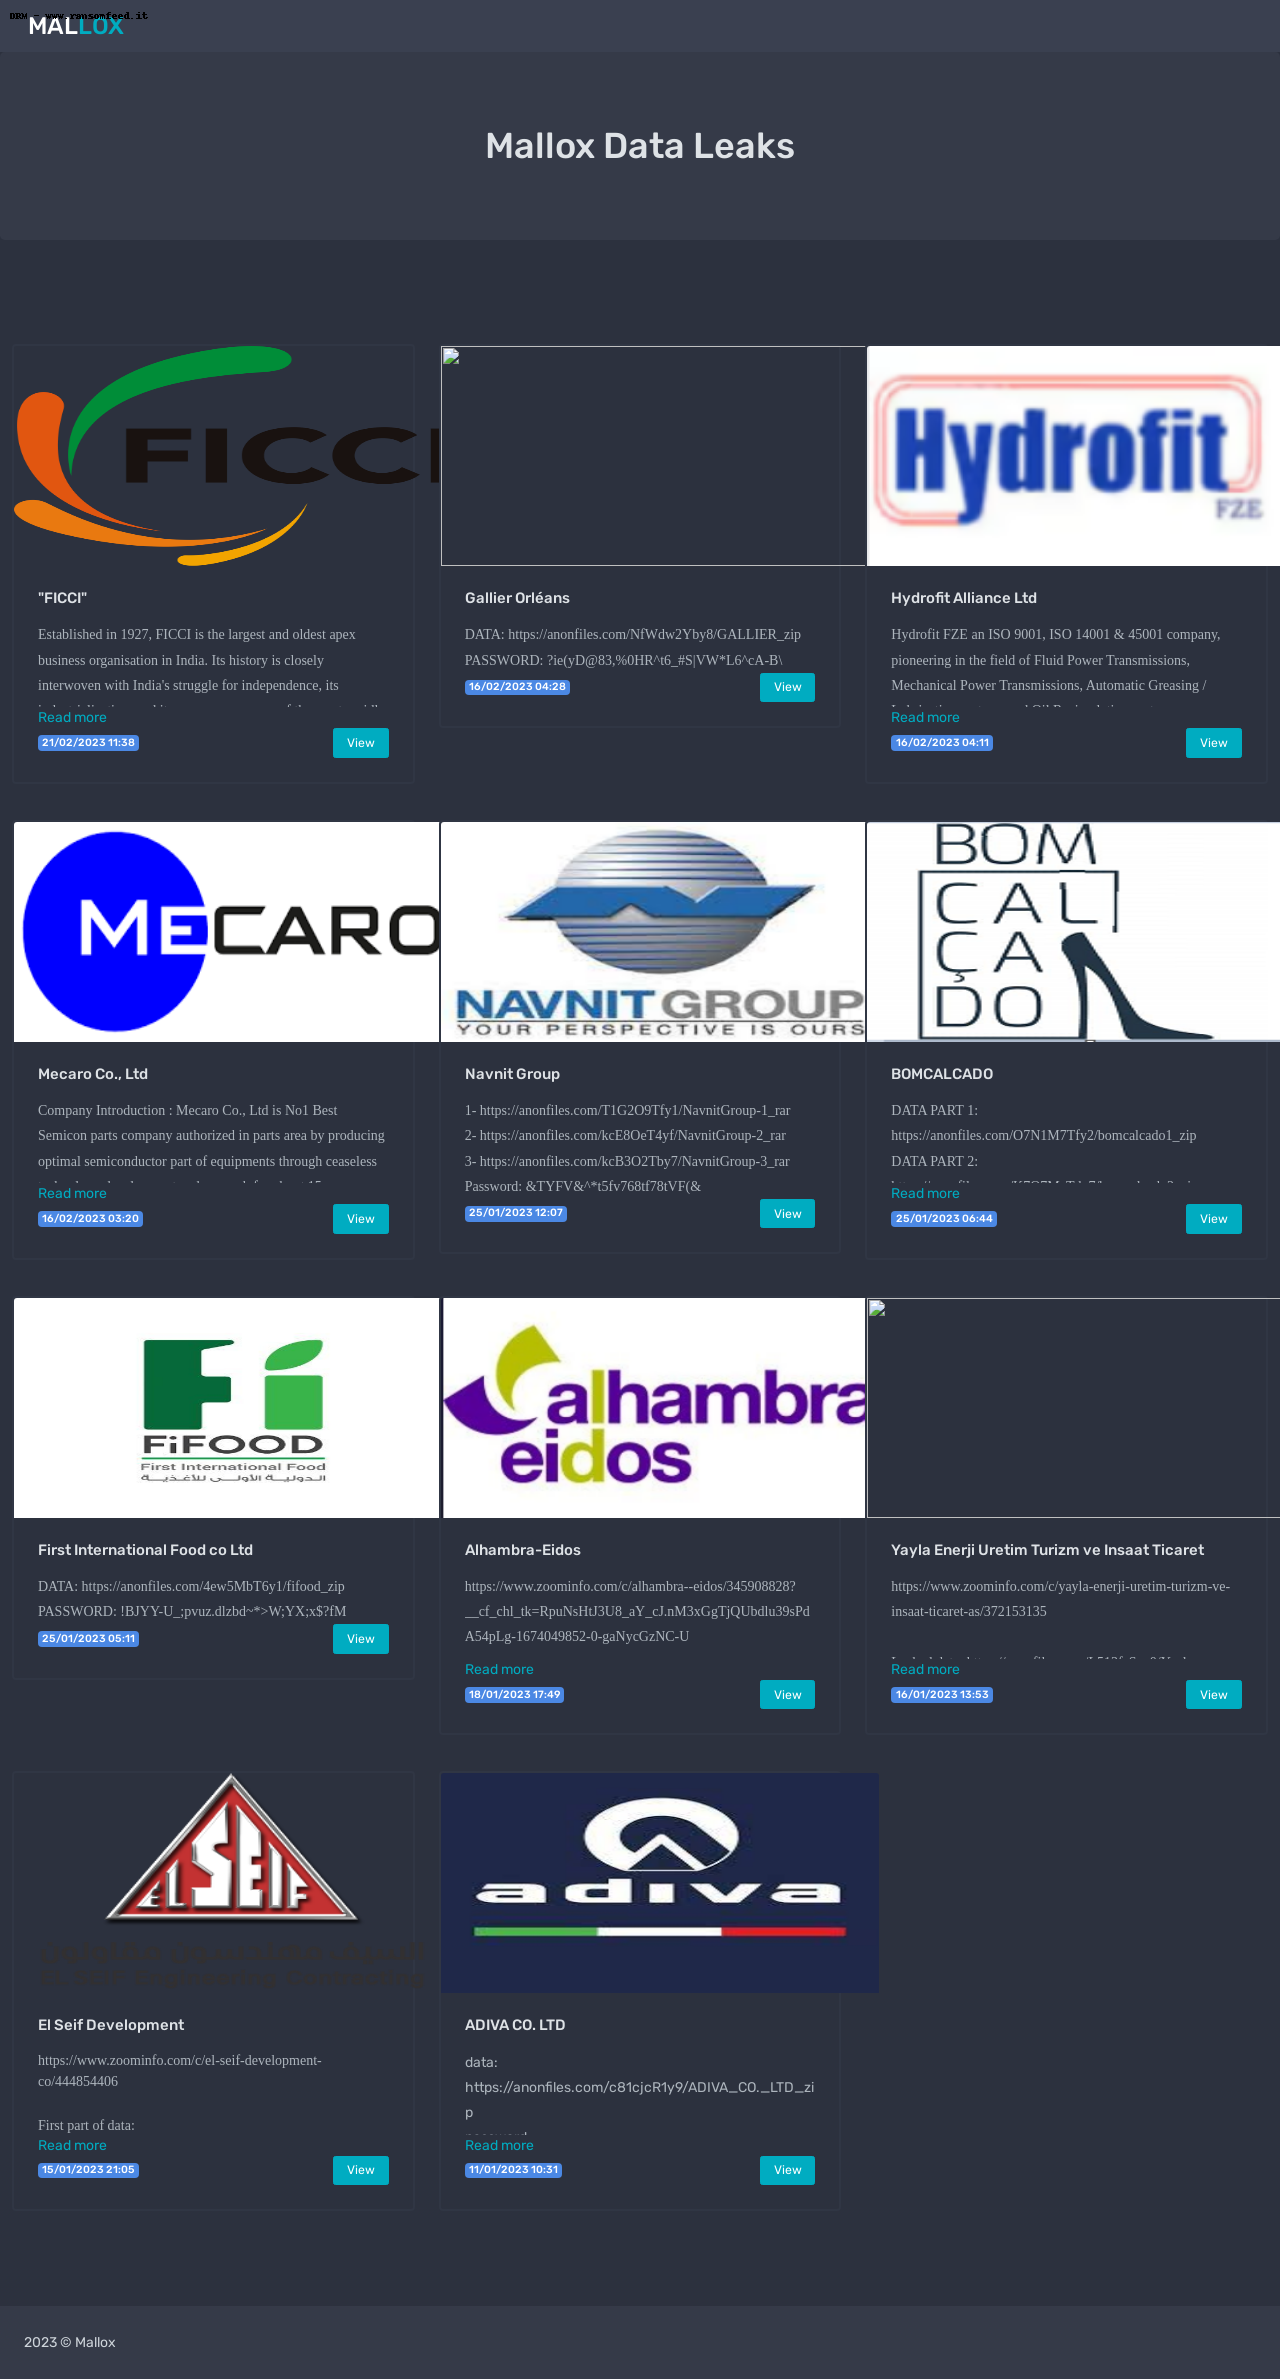 DRM - www.ransomfeed.it
MALLOX
Mallox Data Leaks
FICCI
"FICCI"
Established in 1927, FICCI is the largest and oldest apex
business organisation in India. Its history is closely
interwoven with India's struggle for independence, its
Read more
21/02/2023 11:38
View
Gallier Orléans
DATA: https://anonfiles.com/NfWdw2Yby8/GALLIER_zip
PASSWORD: ?ie(yD@83,%0HR^t6_#S|VW*L6^cA-B\
16/02/2023 04:28
View
Hydrofit
FZE
Hydrofit Alliance Ltd
Hydrofit FZE an ISO 9001, ISO 14001 & 45001 company,
pioneering in the field of Fluid Power Transmissions,
Mechanical Power Transmissions, Automatic Greasing /
Read more
16/02/2023 04:11
View
MECARO
Mecaro Co., Ltd
Company Introduction : Mecaro Co., Ltd is No1 Best
Semicon parts company authorized in parts area by producing
optimal semiconductor part of equipments through ceaseless
Read more
16/02/2023 03:20
View
NAVNIT GROUP
YOUR PERSPECTIVE IS OURS
Navnit Group
1- https://anonfiles.com/T1G2O9Tfy1/NavnitGroup-1_rar
2- https://anonfiles.com/kcE8OeT4yf/NavnitGroup-2_rar
3- https://anonfiles.com/kcB3O2Tby7/NavnitGroup-3_rar
Password: &TYFV&^*t5fv768tf78tVF(&
25/01/2023 12:07
View
BOM
CAL
ÇA
DO
BOMCALCADO
DATA PART 1:
https://anonfiles.com/O7N1M7Tfy2/bomcalcado1_zip
DATA PART 2:
Read more
25/01/2023 06:44
View
Fi
FiFOOD
First International Food
الدولية الأولى للأغذية
First International Food co Ltd
DATA: https://anonfiles.com/4ew5MbT6y1/fifood_zip
PASSWORD: !BJYY-U_;pvuz.dlzbd~*>W;YX;x$?fM
25/01/2023 05:11
View
alhambra
eidos
Alhambra-Eidos
https://www.zoominfo.com/c/alhambra--eidos/345908828?
__cf_chl_tk=RpuNsHtJ3U8_aY_cJ.nM3xGgTjQUbdlu39sPd
A54pLg-1674049852-0-gaNycGzNC-U
Read more
18/01/2023 17:49
View
Yayla Enerji Uretim Turizm ve Insaat Ticaret
https://www.zoominfo.com/c/yayla-enerji-uretim-turizm-ve-
insaat-ticaret-as/372153135
Read more
16/01/2023 13:53
View
EL SEIF
El Seif Development
https://www.zoominfo.com/c/el-seif-development-
co/444854406
First part of data:
Read more
15/01/2023 21:05
View
adiva
ADIVA CO. LTD
data:
https://anonfiles.com/c81cjcR1y9/ADIVA_CO._LTD_zi
p
Read more
11/01/2023 10:31
View
2023 © Mallox